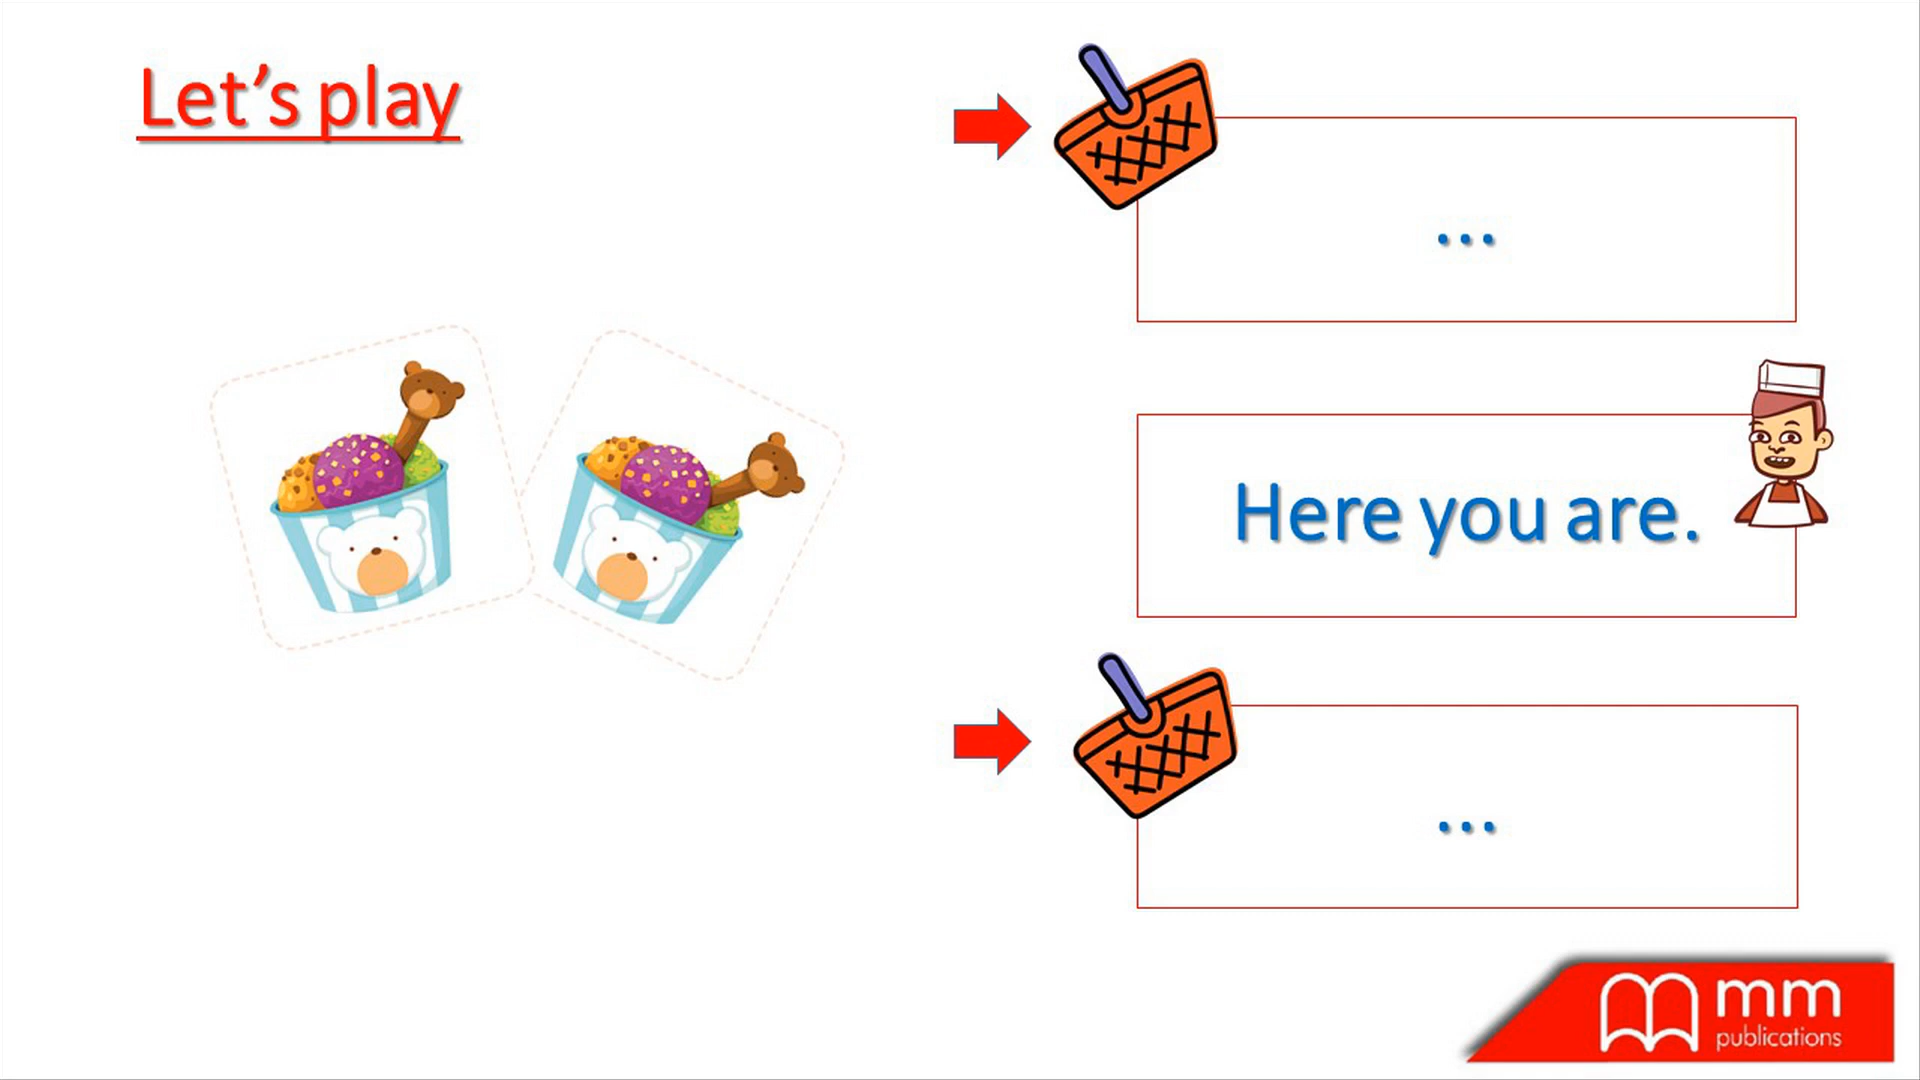 Let's play
...
Here you are.
...
mm
publications